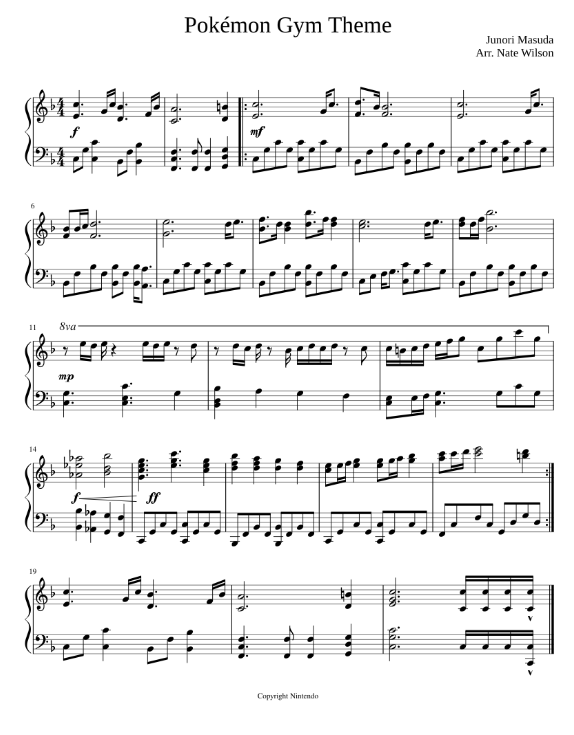 Pokémon Gym Theme
Junori Masuda
Arr. Nate Wilson
f
mf
6
11
8va
mp
14
f
ff
19
Copyright Nintendo